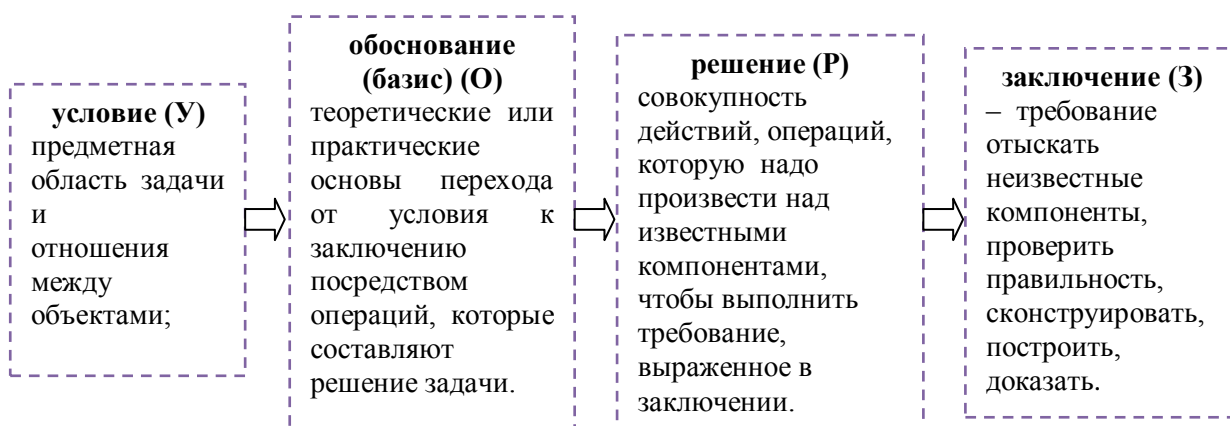 условие (У)
предметная
область задачи
и
отношения
между
объектами;
обоснование
(базис) (О)
теоретические или
практические
основы перехода
от условия к
заключению
посредством
операций, которые
составляют
решение задачи.
решение (Р)
совокупность
действий, операций,
которую надо
произвести над
известными
компонентами,
чтобы выполнить
требование,
выраженное в
заключении.
заключение (З)
– требование
отыскать
неизвестные
компоненты,
проверить
правильность,
сконструировать,
построить,
доказать.